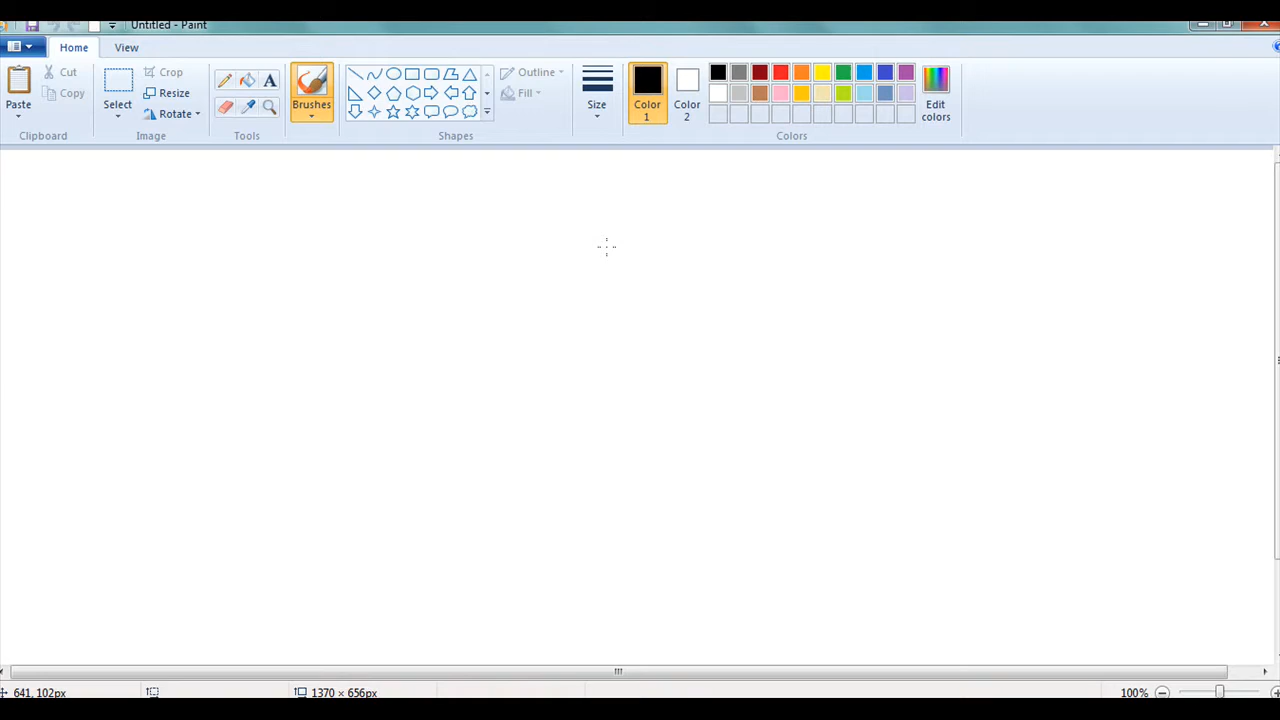 Untitled - Paint
Home View
Paste
Cut
Copy
Clipboard
Select
Crop
Resize
Rotate
Image
A
Tools
Brushes
Shapes
Outline
Fill
Size
Color 1
Color 2
Edit colors
Colors
641, 102px
1370 × 656px
100%